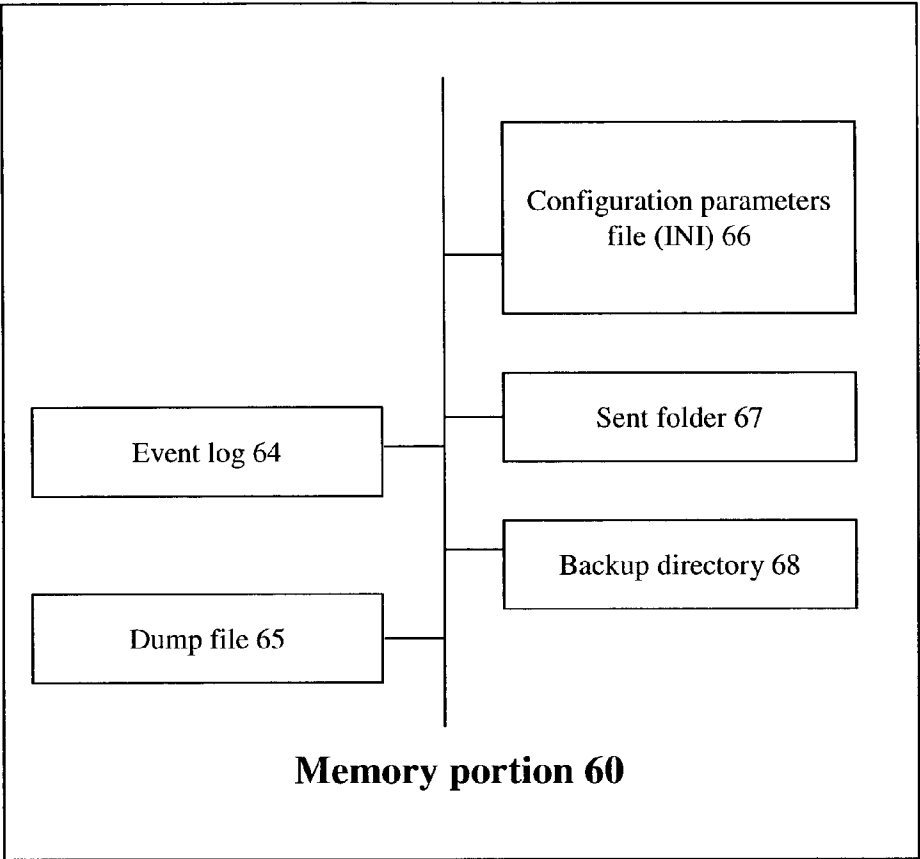 Configuration parameters
file (INI) 66
Sent folder 67
Event log 64
Backup directory 68
Dump file 65
Memory portion 60